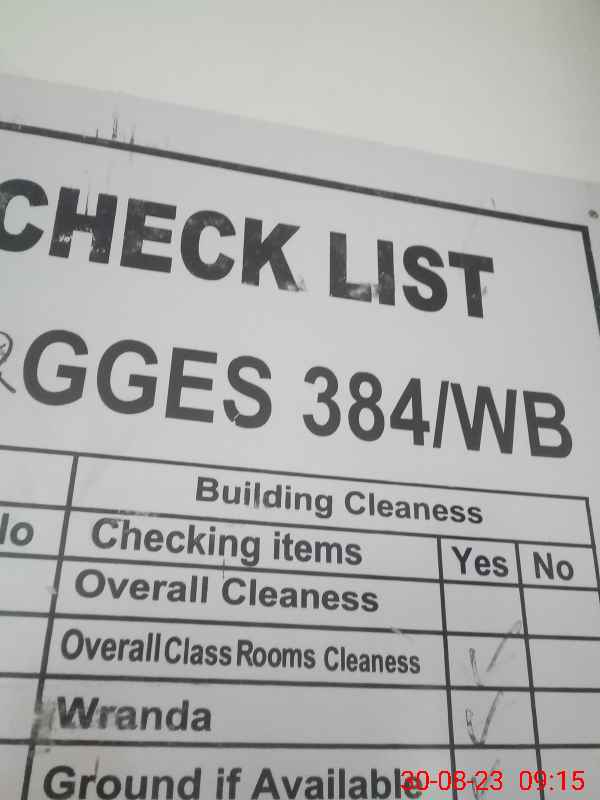 CHECK LIST
GGES 384/WB
Building Cleaness
No Checking items Yes No
Overall Cleaness
Overall Class Rooms Cleaness ✓
Wranda ✓
Ground if Available ✓
30-08-23 09:15